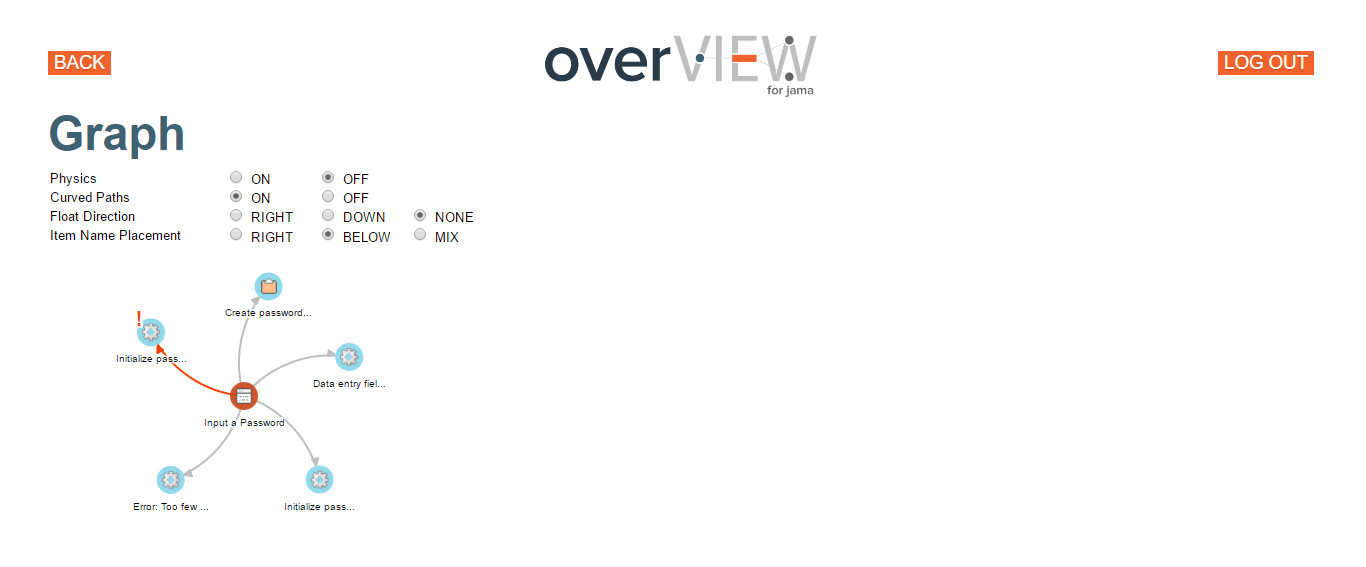 BACK
overVIEW
for jama
LOG OUT
Graph
Physics ON OFF
Curved Paths ON OFF
Float Direction RIGHT DOWN NONE
Item Name Placement RIGHT BELOW MIX
Create password...
!
Initialize pass...
Data entry fiel...
Input a Password
Error: Too few ...
Initialize pass...